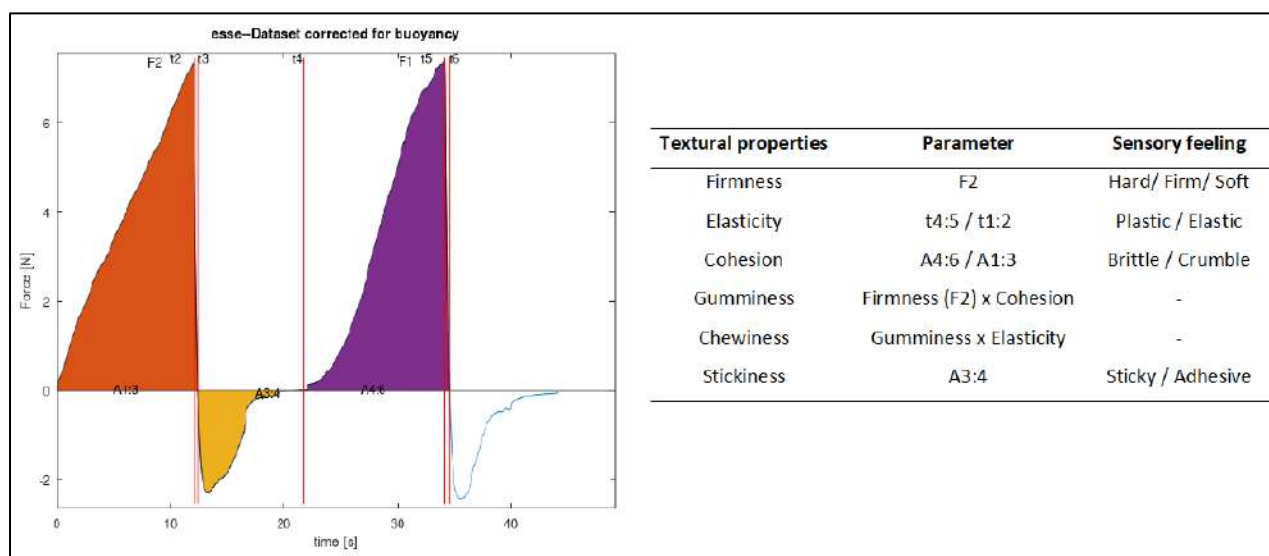 esse-Dataset corrected for buoyancy
F2 t2 t3 t4 F1 t5 t6
6
4
2
0
-2
Force [N]
A1:3 A3:4 A4:6
0 10 20 30 40
time [s]
Textural properties Parameter Sensory feeling
Firmness F2 Hard/ Firm/ Soft
Elasticity t4:5 / t1:2 Plastic / Elastic
Cohesion A4:6 / A1:3 Brittle / Crumble
Gumminess Firmness (F2) x Cohesion -
Chewiness Gumminess x Elasticity -
Stickiness A3:4 Sticky / Adhesive